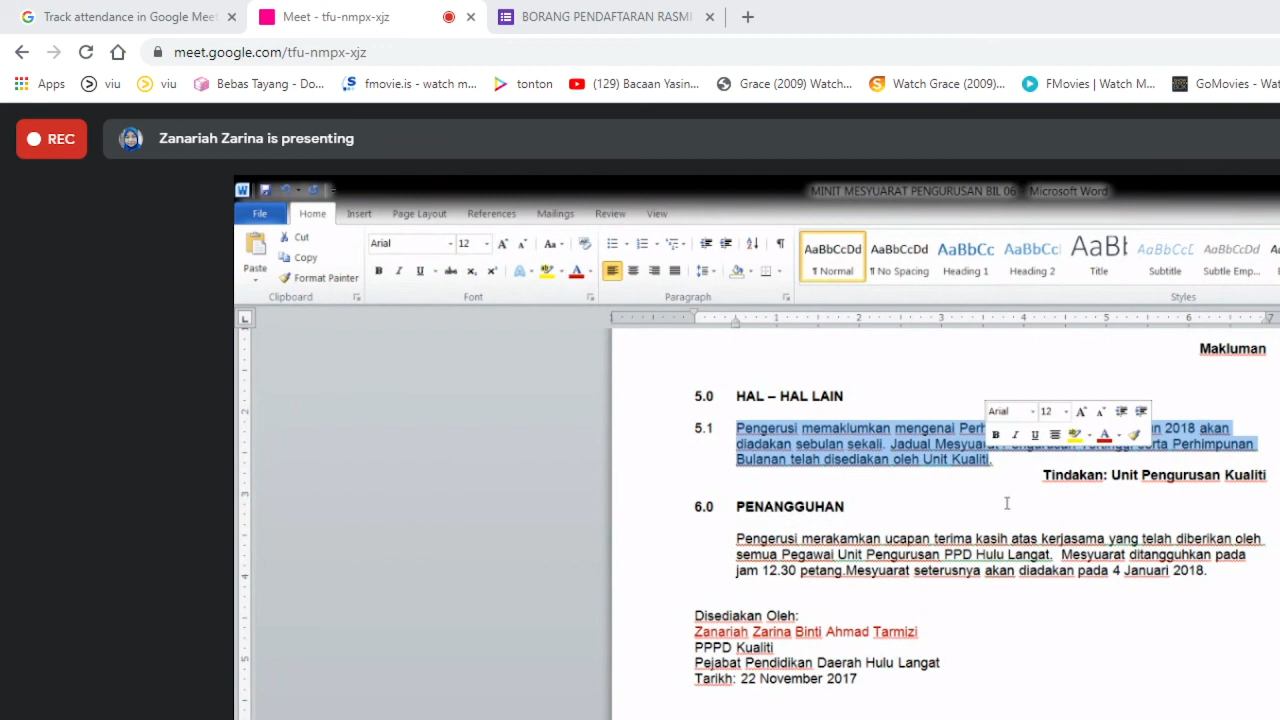 Track attendance in Google Meet
Meet - tfu-nmpx-xjz
BORANG PENDAFTARAN RASMI
meet.google.com/tfu-nmpx-xjz
Apps
viu
viu
Bebas Tayang - Do...
fmovie.is - watch m...
tonton
(129) Bacaan Yasin...
Grace (2009) Watch...
Watch Grace (2009)...
FMovies | Watch M...
GoMovies - Wat
REC
Zanariah Zarina is presenting
MINIT MESYUARAT PENGURUSAN BIL 06 - Microsoft Word
File Home Insert Page Layout References Mailings Review View
Paste
Cut
Copy
Format Painter
Clipboard
Arial 12
Font
Paragraph
AaBbCcDd AaBbCcDd AaBbCc AaBbCc AaBl AaBbCcD AaBbCcDd
¶ Normal ¶ No Spacing Heading 1 Heading 2 Title Subtitle Subtle Emp...
Styles
Makluman
5.0 HAL – HAL LAIN
Arial 12
5.1 Pengerusi memaklumkan mengenai 2018 akan
diadakan sebulan sekali. Jadual Mesyuarat Pengurusan Tertinggi serta Perhimpunan
Bulanan telah disediakan oleh Unit Kualiti.
Tindakan: Unit Pengurusan Kualiti
6.0 PENANGGUHAN
Pengerusi merakamkan ucapan terima kasih atas kerjasama yang telah diberikan oleh
semua Pegawai Unit Pengurusan PPD Hulu Langat. Mesyuarat ditangguhkan pada
jam 12.30 petang.Mesyuarat seterusnya akan diadakan pada 4 Januari 2018.
Disediakan Oleh:
Zanariah Zarina Binti Ahmad Tarmizi
PPPD Kualiti
Pejabat Pendidikan Daerah Hulu Langat
Tarikh: 22 November 2017